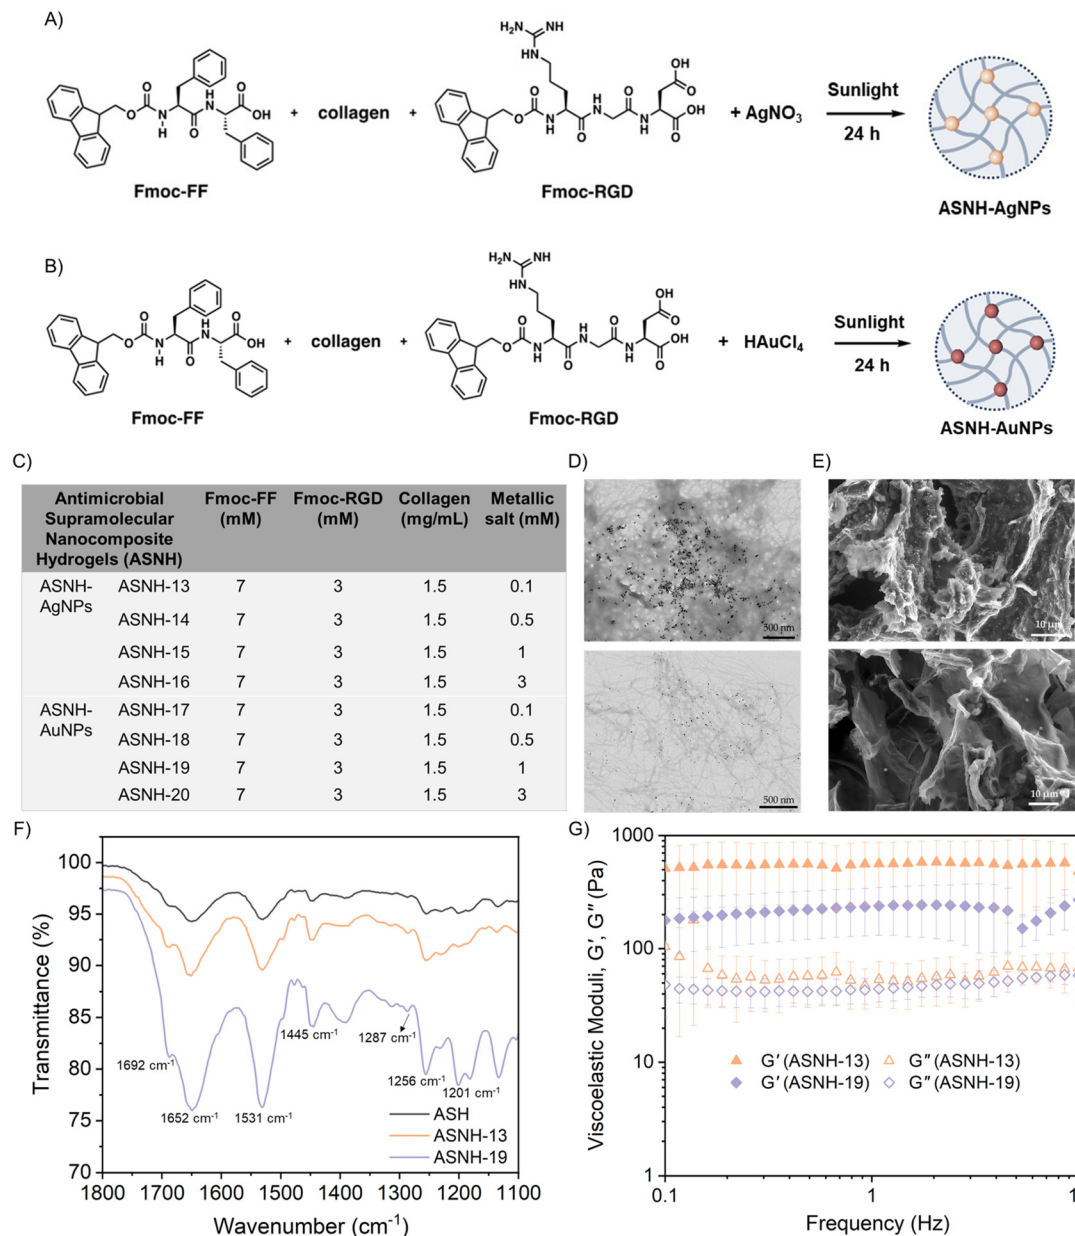 A)
H₂N NH
HN
O
O
N
H
H
N
O
O
OH
+ collagen +
O
O
N
H
O
H
N
O
N
H
O
OH
O
OH
+ AgNO₃
Sunlight
24 h
Fmoc-FF
Fmoc-RGD
ASNH-AgNPs
B)
H₂N NH
HN
O
O
N
H
H
N
O
O
OH
+ collagen +
O
O
N
H
O
H
N
O
N
H
O
OH
O
OH
+ HAuCl₄
Sunlight
24 h
Fmoc-FF
Fmoc-RGD
ASNH-AuNPs
C)
Antimicrobial Supramolecular Nanocomposite Hydrogels (ASNH) Fmoc-FF (mM) Fmoc-RGD (mM) Collagen (mg/mL) Metallic salt (mM)
ASNH-AgNPs ASNH-13 7 3 1.5 0.1
ASNH-14 7 3 1.5 0.5
ASNH-15 7 3 1.5 1
ASNH-16 7 3 1.5 3
ASNH-AuNPs ASNH-17 7 3 1.5 0.1
ASNH-18 7 3 1.5 0.5
ASNH-19 7 3 1.5 1
ASNH-20 7 3 1.5 3
D)
500 nm
500 nm
E)
10 µm
10 µm
F)
Transmittance (%)
100
95
90
85
80
75
70
1692 cm⁻¹
1652 cm⁻¹
1531 cm⁻¹
1445 cm⁻¹
1287 cm⁻¹
1256 cm⁻¹
1201 cm⁻¹
ASH
ASNH-13
ASNH-19
1800 1700 1600 1500 1400 1300 1200 1100
Wavenumber (cm⁻¹)
G)
Viscoelastic Moduli, G′, G″ (Pa)
1000
100
10
1
G′ (ASNH-13) G″ (ASNH-13)
G′ (ASNH-19) G″ (ASNH-19)
0.1 1
Frequency (Hz)